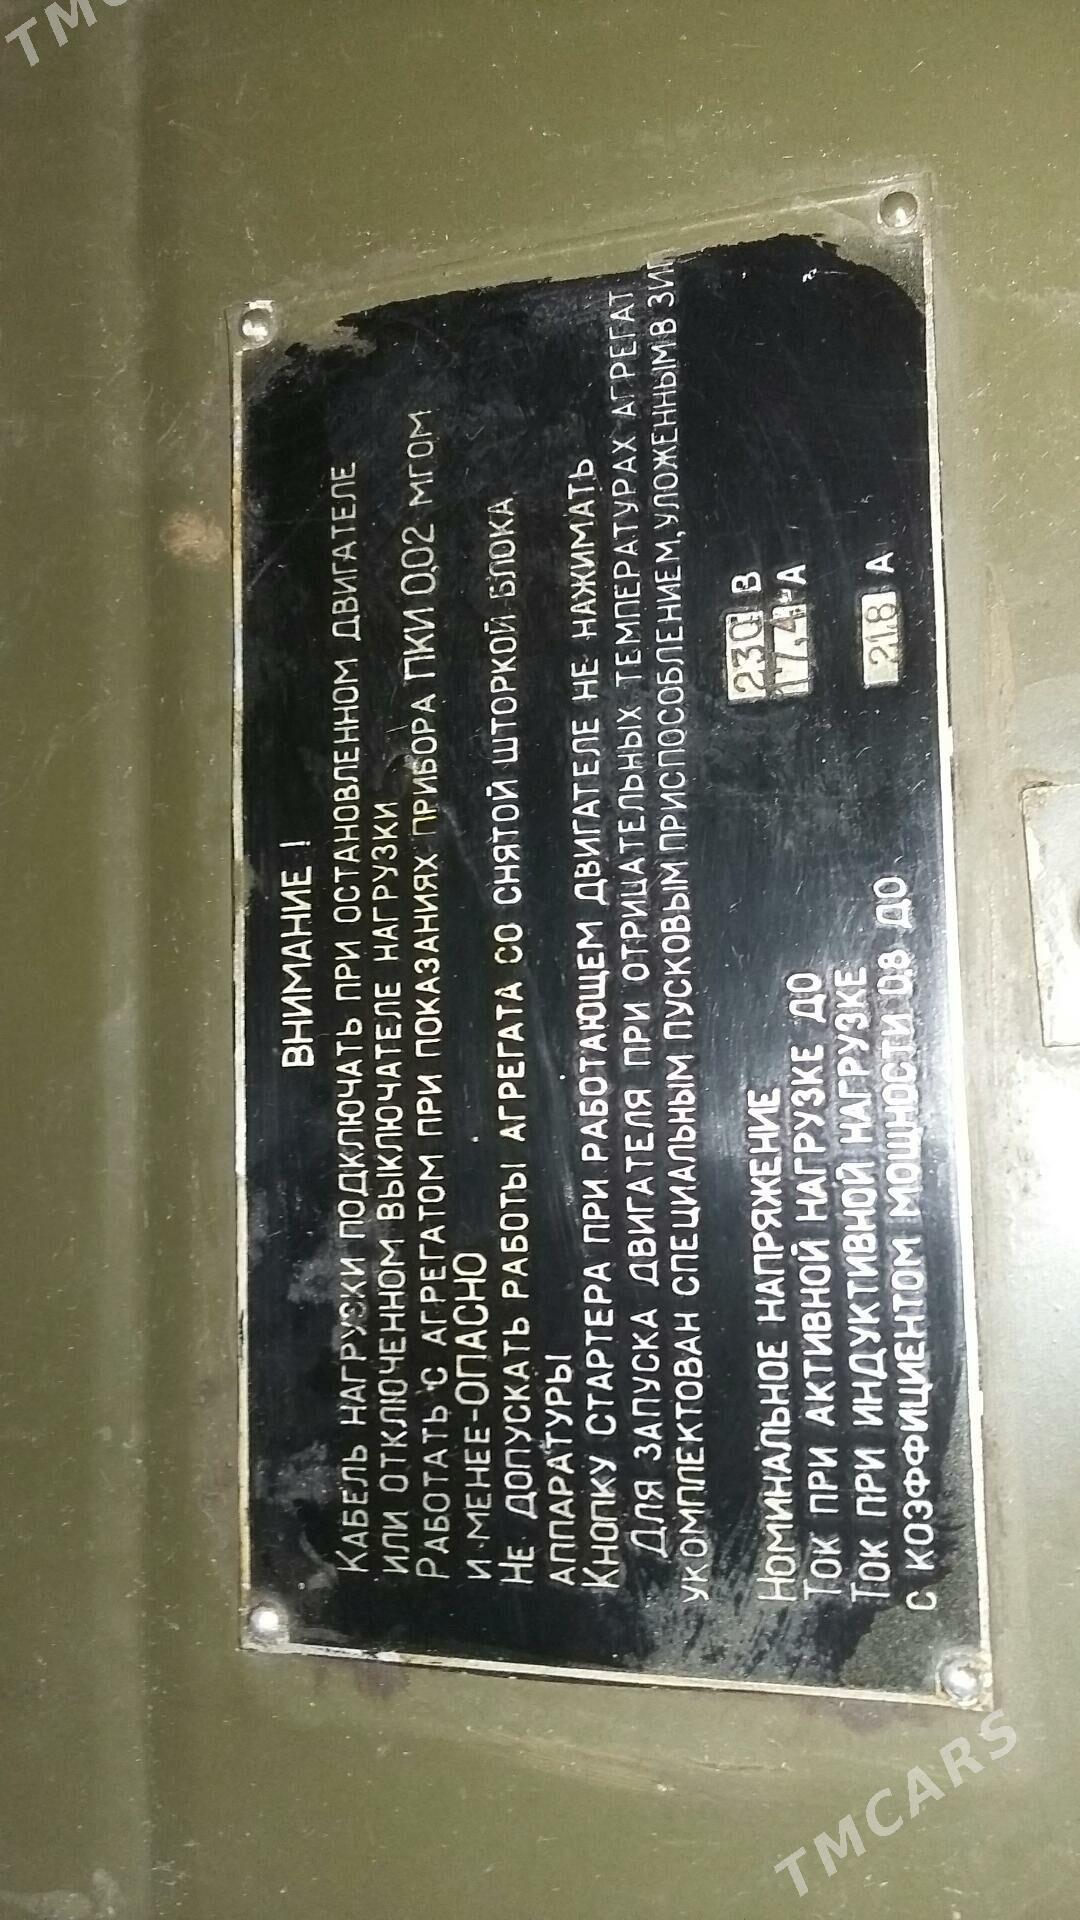 ВНИМАНИЕ!
КАБЕЛЬ НАГРУЗКИ ПОДКЛЮЧАТЬ ПРИ ОСТАНОВЛЕННОМ ДВИГАТЕЛЕ
ИЛИ ОТКЛЮЧЕННОМ ВЫКЛЮЧАТЕЛЕ НАГРУЗКИ
РАБОТАТЬ С АГРЕГАТОМ ПРИ ПОКАЗАНИЯХ ПРИБОРА ПКИ 0,02 МГОМ
И МЕНЕЕ-ОПАСНО
НЕ ДОПУСКАТЬ РАБОТЫ АГРЕГАТА СО СНЯТОЙ ШТОРКОЙ БЛОКА
АППАРАТУРЫ
КНОПКУ СТАРТЕРА ПРИ РАБОТАЮЩЕМ ДВИГАТЕЛЕ НЕ НАЖИМАТЬ
ДЛЯ ЗАПУСКА ДВИГАТЕЛЯ ПРИ ОТРИЦАТЕЛЬНЫХ ТЕМПЕРАТУРАХ АГРЕГАТ
УКОМПЛЕКТОВАН СПЕЦИАЛЬНЫМ ПУСКОВЫМ ПРИСПОСОБЛЕНИЕМ, УЛОЖЕННЫМ В ЗИП
НОМИНАЛЬНОЕ НАПРЯЖЕНИЕ 230 В
ТОК ПРИ АКТИВНОЙ НАГРУЗКЕ ДО 17,4 А
ТОК ПРИ ИНДУКТИВНОЙ НАГРУЗКЕ
С КОЭФФИЦИЕНТОМ МОЩНОСТИ 0.8 ДО 21.8 А
TMCARS